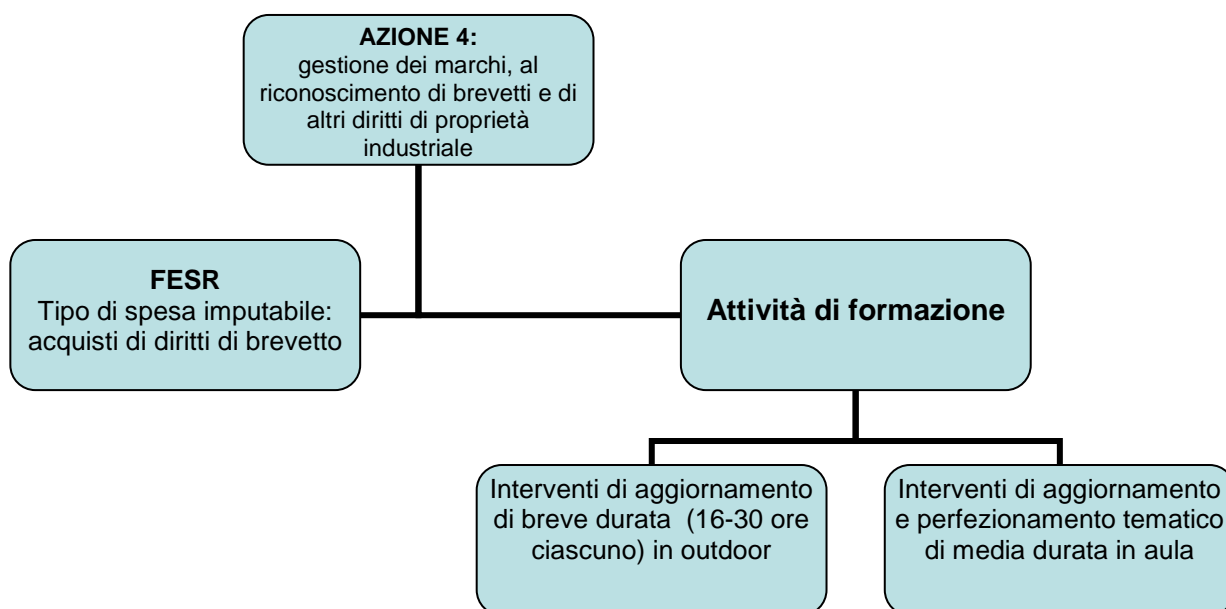 AZIONE 4:
gestione dei marchi, al
riconoscimento di brevetti e di
altri diritti di proprietà
industriale
FESR
Tipo di spesa imputabile:
acquisti di diritti di brevetto
Attività di formazione
Interventi di aggiornamento
di breve durata (16-30 ore
ciascuno) in outdoor
Interventi di aggiornamento
e perfezionamento tematico
di media durata in aula